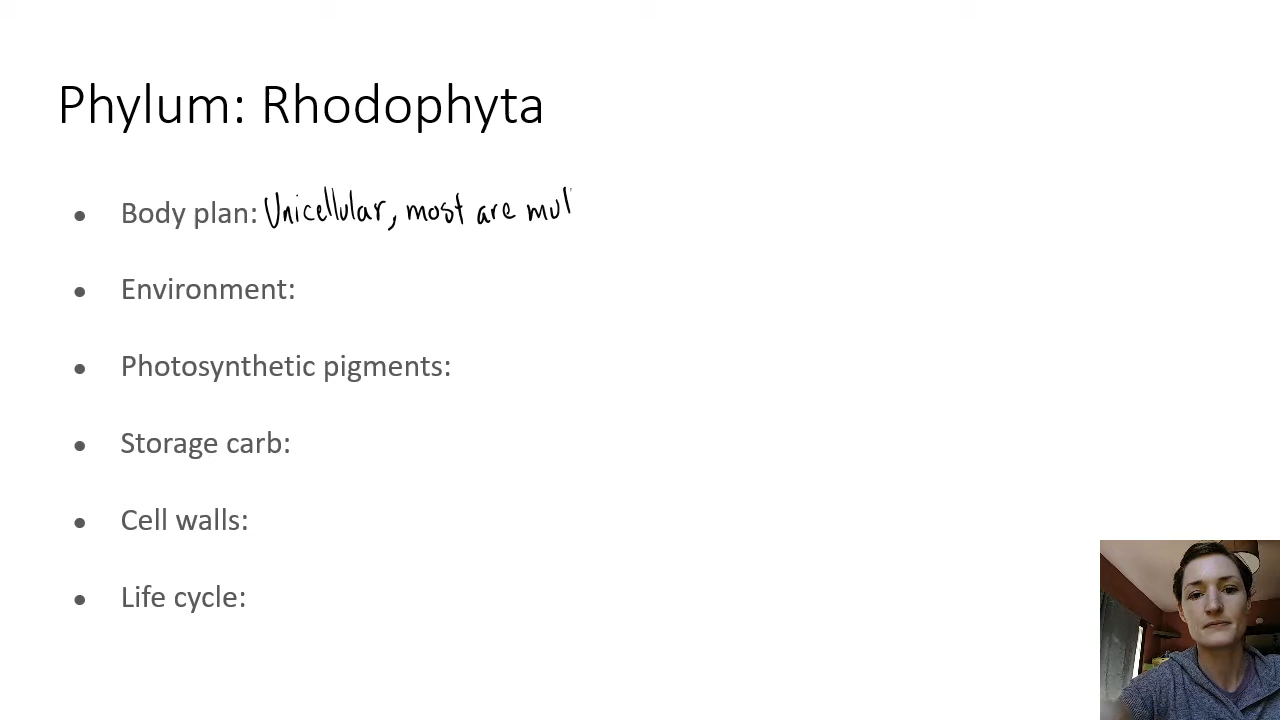 Phylum: Rhodophyta
• Body plan: Unicellular, most are mul
• Environment:
• Photosynthetic pigments:
• Storage carb:
• Cell walls:
• Life cycle: